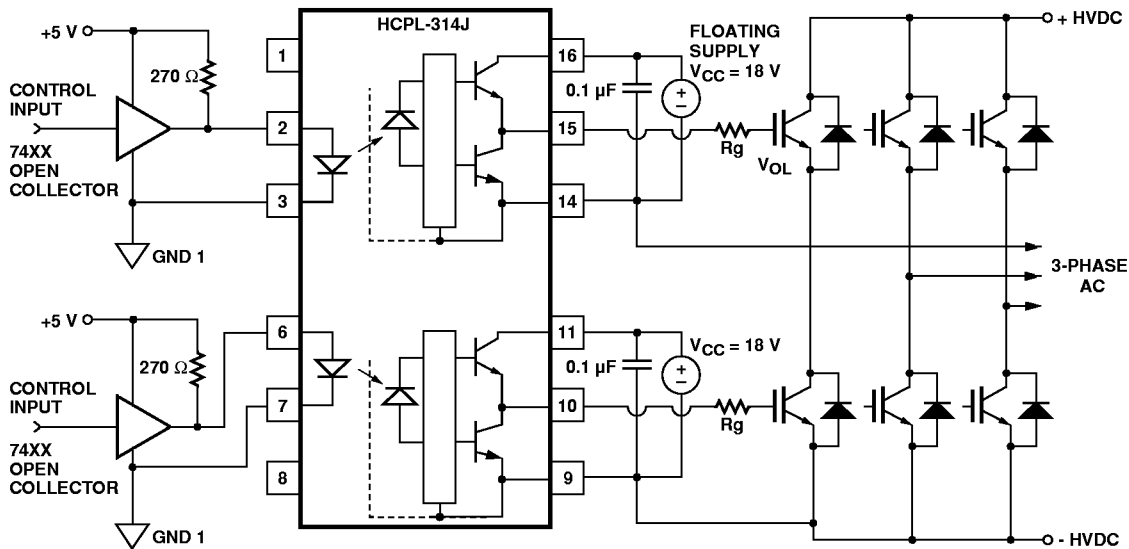 HCPL-314J
+5 V
270 Ω
CONTROL
INPUT
74XX
OPEN
COLLECTOR
GND 1
1
2
3
16
15
14
0.1 µF
FLOATING
SUPPLY
VCC = 18 V
+
–
Rg
VOL
+ HVDC
3-PHASE
AC
+5 V
270 Ω
CONTROL
INPUT
74XX
OPEN
COLLECTOR
GND 1
6
7
8
11
10
9
0.1 µF
VCC = 18 V
+
–
Rg
- HVDC